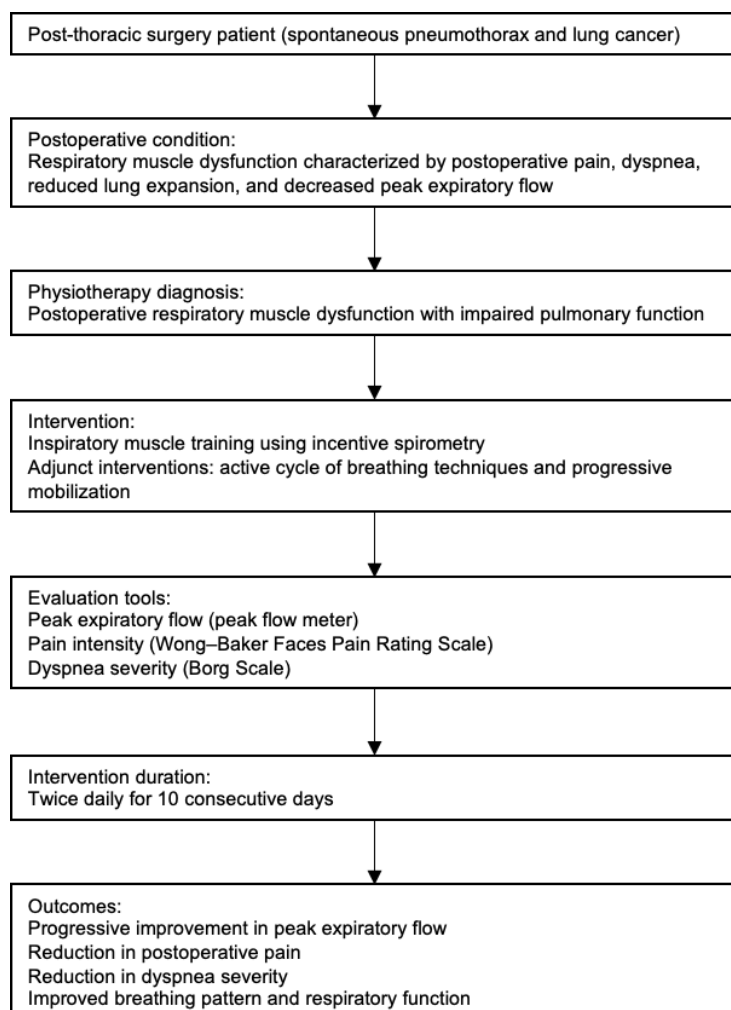 Post-thoracic surgery patient (spontaneous pneumothorax and lung cancer)
Postoperative condition:
Respiratory muscle dysfunction characterized by postoperative pain, dyspnea,
reduced lung expansion, and decreased peak expiratory flow
Physiotherapy diagnosis:
Postoperative respiratory muscle dysfunction with impaired pulmonary function
Intervention:
Inspiratory muscle training using incentive spirometry
Adjunct interventions: active cycle of breathing techniques and progressive
mobilization
Evaluation tools:
Peak expiratory flow (peak flow meter)
Pain intensity (Wong–Baker Faces Pain Rating Scale)
Dyspnea severity (Borg Scale)
Intervention duration:
Twice daily for 10 consecutive days
Outcomes:
Progressive improvement in peak expiratory flow
Reduction in postoperative pain
Reduction in dyspnea severity
Improved breathing pattern and respiratory function